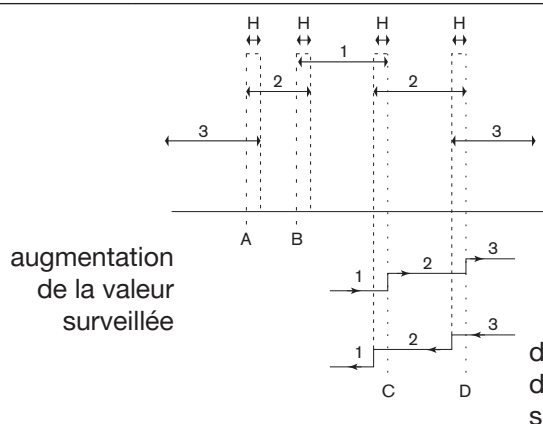 H H H H
1
2 2
3 3
A B
augmentation
de la valeur
surveillée
1 2 3
1 2 3
C D
d
d
s